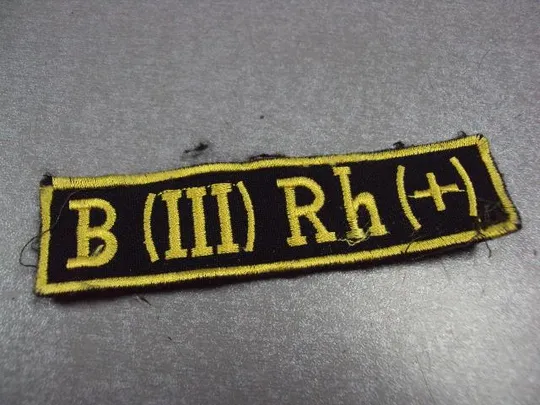 B (III) Rh (+)